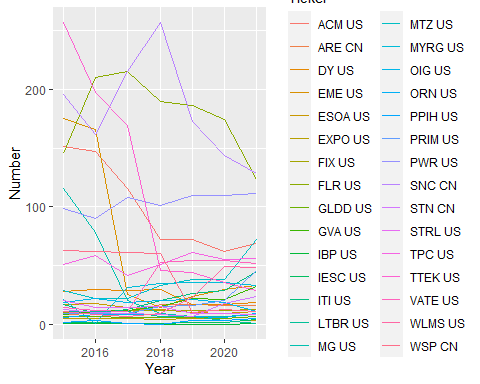 Ticker
200
100
0
Number
2016
2018
2020
Year
ACM US
ARE CN
DY US
EME US
ESOA US
EXPO US
FIX US
FLR US
GLDD US
GVA US
IBP US
IESC US
ITI US
LTBR US
MG US
MTZ US
MYRG US
OIG US
ORN US
PPIH US
PRIM US
PWR US
SNC CN
STN CN
STRL US
TPC US
TTEK US
VATE US
WLMS US
WSP CN